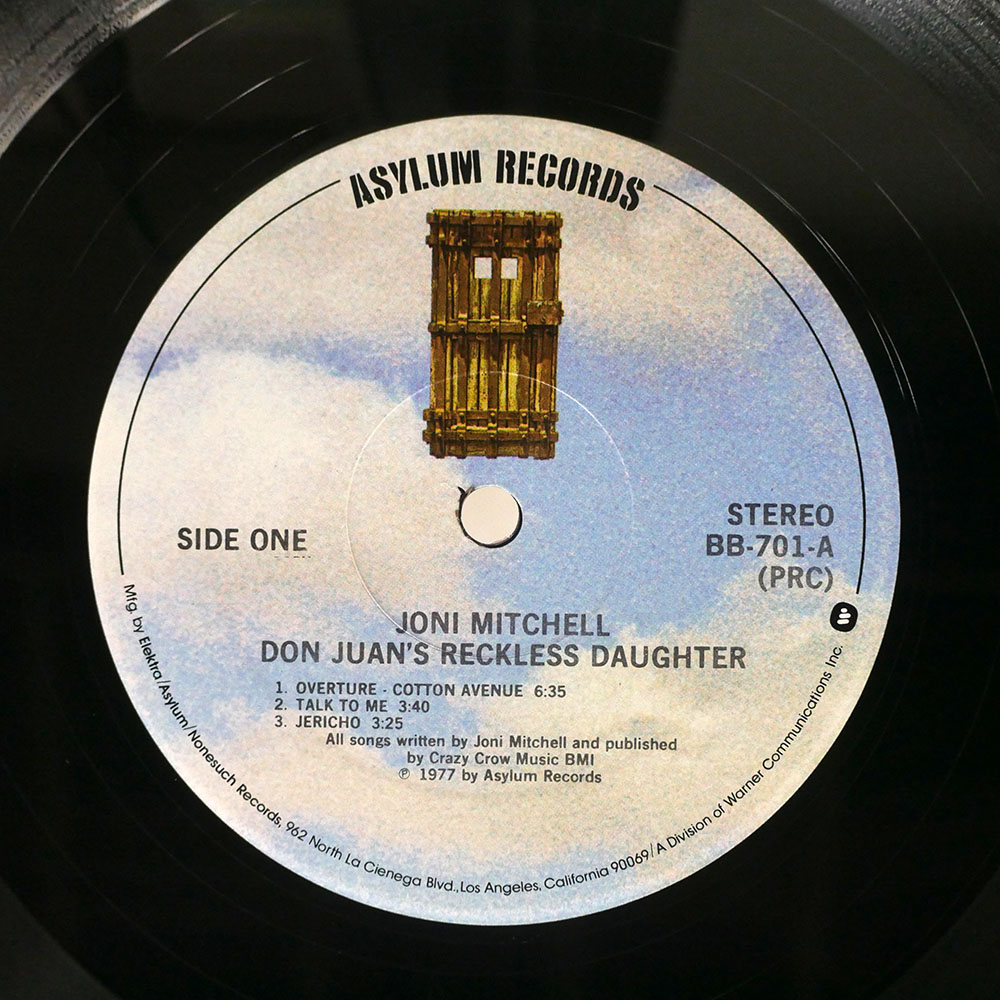 ASYLUM RECORDS
SIDE ONE
STEREO
BB-701-A
(PRC)
JONI MITCHELL
DON JUAN'S RECKLESS DAUGHTER
1. OVERTURE - COTTON AVENUE 6:35
2. TALK TO ME 3:40
3. JERICHO 3:25
All songs written by Joni Mitchell and published
by Crazy Crow Music BMI
℗ 1977 by Asylum Records
Mfg. by Elektra/Asylum/Nonesuch Records, 962 North La Cienega Blvd., Los Angeles, California 90069/A Division of Warner Communications Inc.